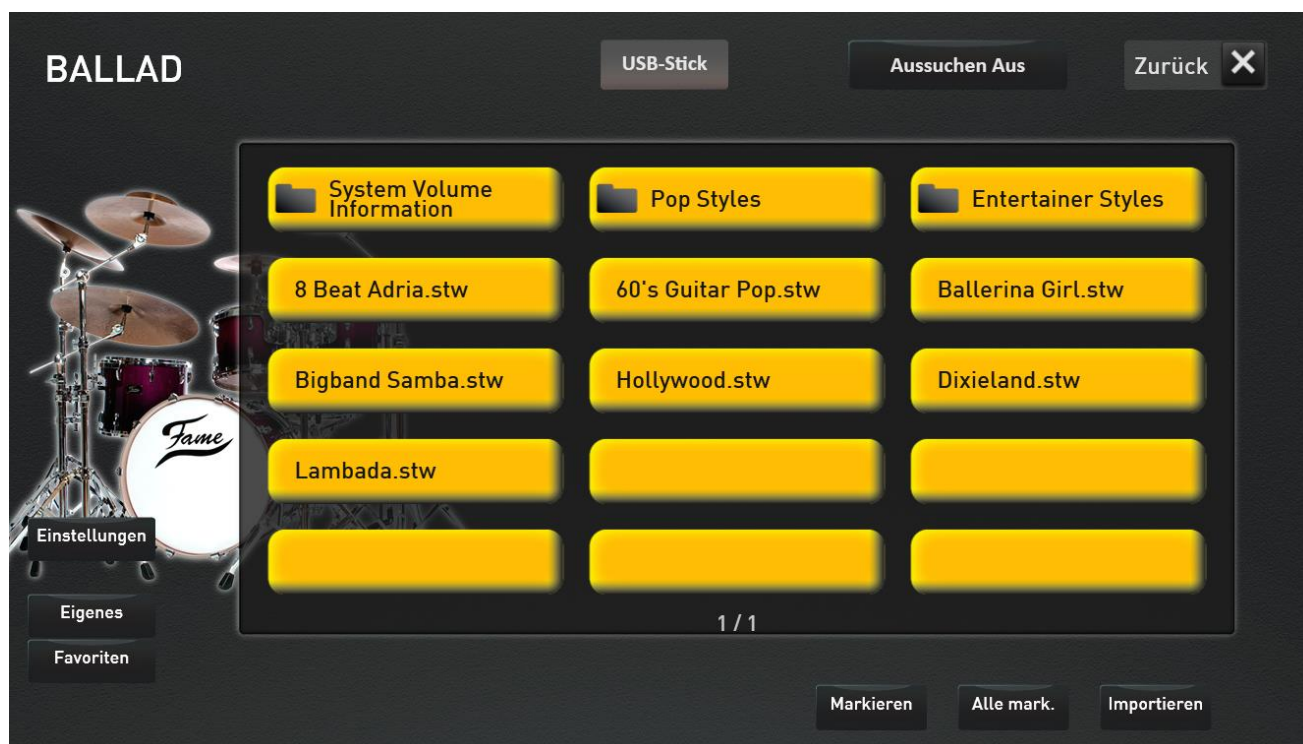 BALLAD
USB-Stick
Aussuchen Aus
Zurück
System Volume
Information
Pop Styles
Entertainer Styles
8 Beat Adria.stw
60's Guitar Pop.stw
Ballerina Girl.stw
Bigband Samba.stw
Hollywood.stw
Dixieland.stw
Fame
Lambada.stw
Einstellungen
Eigenes
1 / 1
Favoriten
Markieren
Alle mark.
Importieren